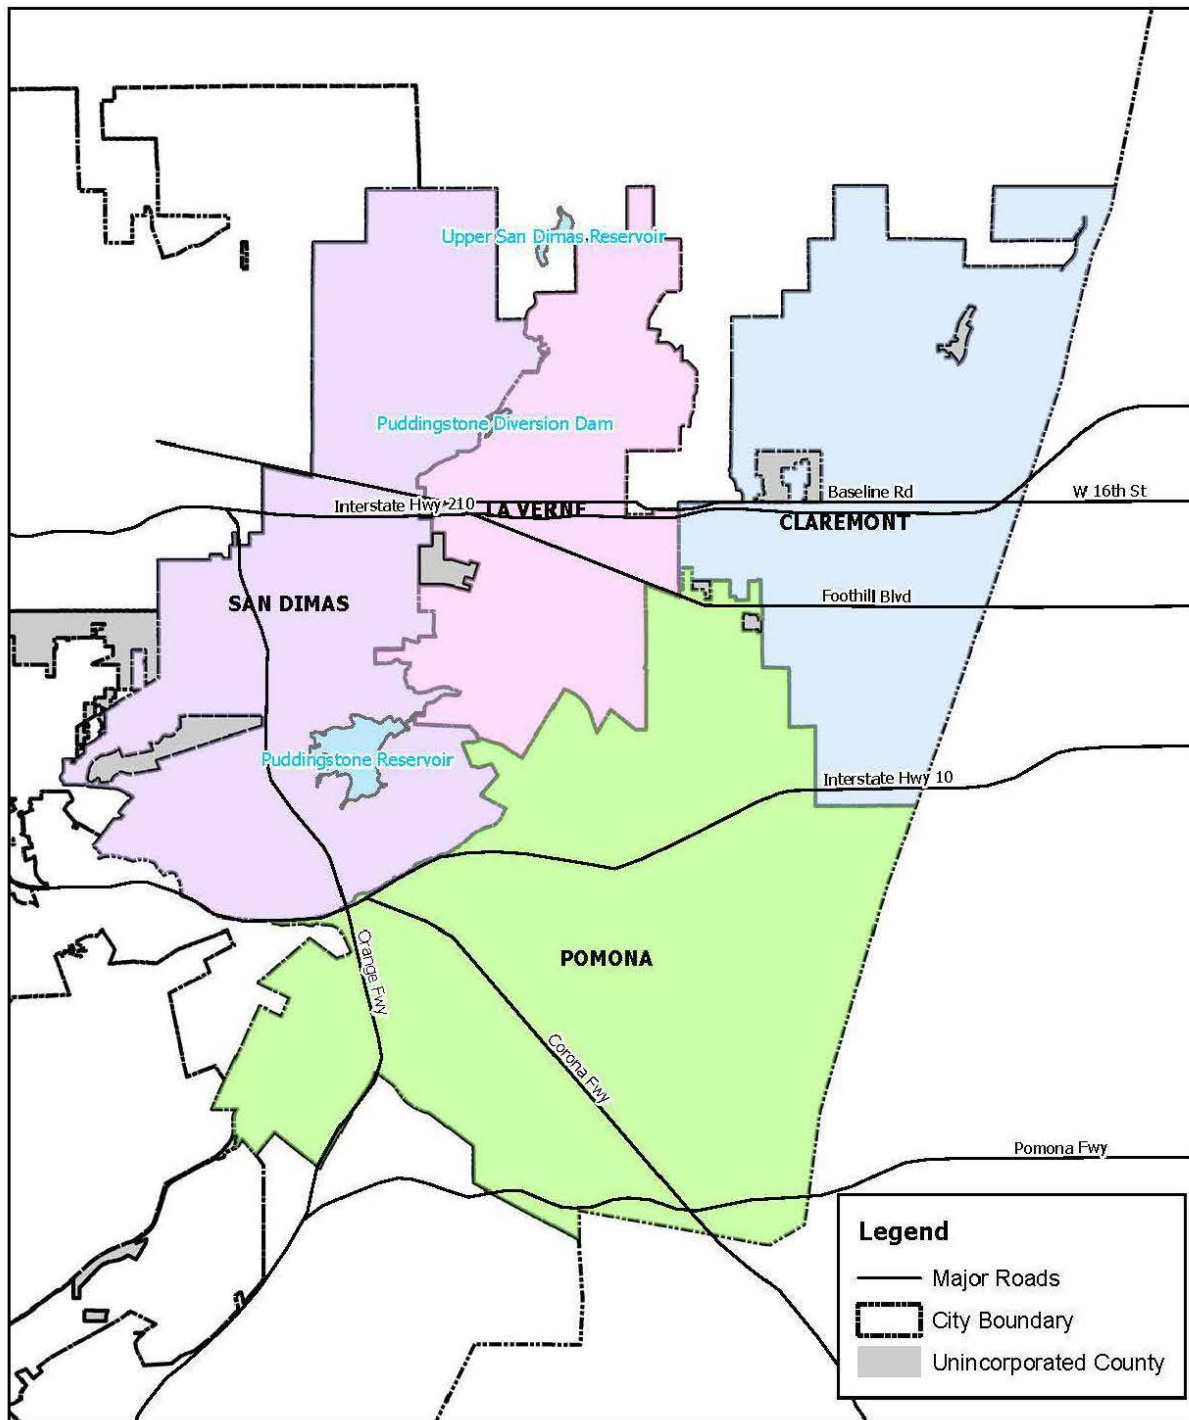 Upper San Dimas Reservoir
Puddingstone Diversion Dam
Interstate Hwy 210
LA VERNE
Baseline Rd
W 16th St
CLAREMONT
SAN DIMAS
Foothill Blvd
Puddingstone Reservoir
Interstate Hwy 10
POMONA
Orange Fwy
Corona Fwy
Pomona Fwy
Legend
Major Roads
City Boundary
Unincorporated County